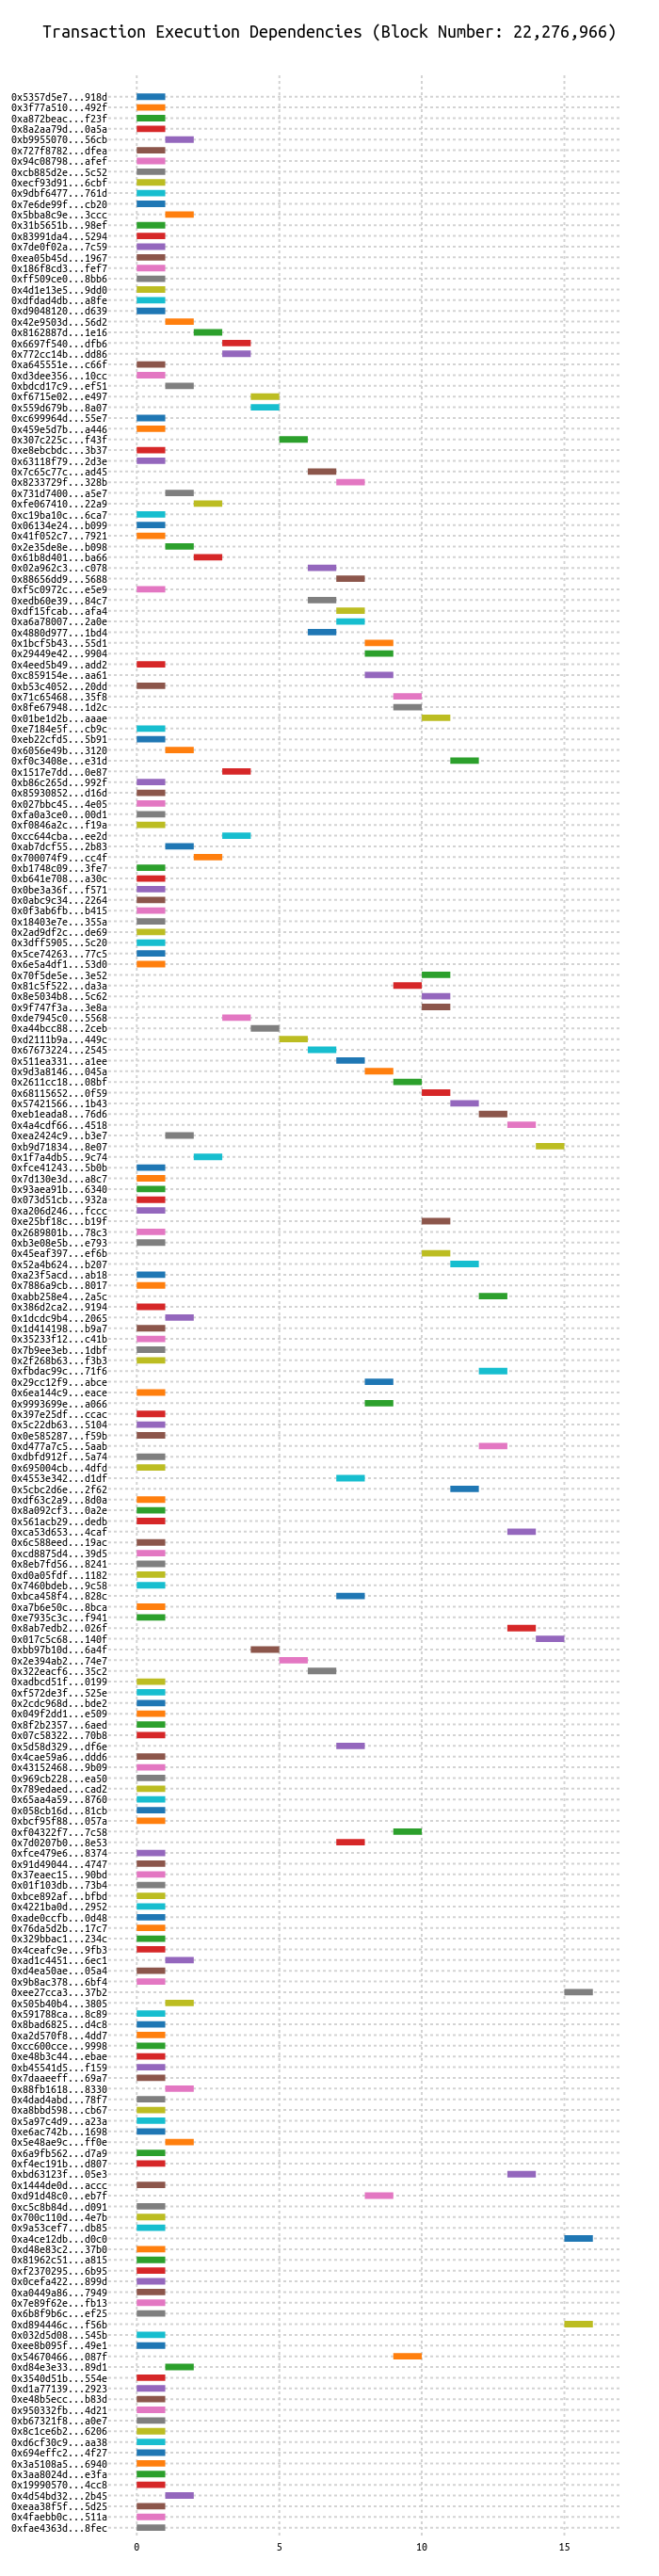 Transaction Execution Dependencies (Block Number: 22,276,966)
0x5357d5e7...918d
0x3f77a510...492f
0xa872beac...f23f
0x8a2aa79d...0a5a
0xb9955070...56cb
0x727f8782...dfea
0x94c08798...afef
0xcb885d2e...5c52
0xecf93d91...6cbf
0x9dbf6477...761d
0x7e6de99f...cb20
0x5bba8c9e...3ccc
0x31b5651b...98ef
0x83991da4...5294
0x7de0f02a...7c59
0xea05b45d...1967
0x186f8cd3...fef7
0xff509ce0...8bb6
0x4d1e13e5...9dd0
0xdfdad4db...a8fe
0xd9048120...d639
0x42e9503d...56d2
0x8162887d...1e16
0x6697f540...dfb6
0x772cc14b...dd86
0xa645551e...c66f
0xd3dee356...10cc
0xbdcd17c9...ef51
0xf6715e02...e497
0x559d679b...8a07
0xc699964d...55e7
0x459e5d7b...a446
0x307c225c...f43f
0xe8ebcbdc...3b37
0x63118f79...2d3e
0x7c65c77c...ad45
0x8233729f...328b
0x731d7400...a5e7
0xfe067410...22a9
0xc19ba10c...6ca7
0x06134e24...b099
0x41f052c7...7921
0x2e35de8e...b098
0x61b8d401...ba66
0x02a962c3...c078
0x88656dd9...5688
0xf5c0972c...e5e9
0xedb60e39...84c7
0xdf15fcab...afa4
0xa6a78007...2a0e
0x4880d977...1bd4
0x1bcf5b43...55d1
0x29449e42...9904
0x4eed5b49...add2
0xc859154e...aa61
0xb53c4052...20dd
0x71c65468...35f8
0x8fe67948...1d2c
0x01be1d2b...aaae
0xe7184e5f...cb9c
0xeb22cfd5...5b91
0x6056e49b...3120
0xf0c3408e...e31d
0x1517e7dd...0e87
0xb86c265d...992f
0x85930852...d16d
0x027bbc45...4e05
0xfa0a3ce0...00d1
0xf0846a2c...f19a
0xcc644cba...ee2d
0xab7dcf55...2b83
0x700074f9...cc4f
0xb1748c09...3fe7
0xb641e708...a30c
0x0be3a36f...f571
0x0abc9c34...2264
0x0f3ab6fb...b415
0x18403e7e...355a
0x2ad9df2c...de69
0x3dff5905...5c20
0x5ce74263...77c5
0x6e5a4df1...53d0
0x70f5de5e...3e52
0x81c5f522...da3a
0x8e5034b8...5c62
0x9f747f3a...3e8a
0xde7945c0...5568
0xa44bcc88...2ceb
0xd2111b9a...449c
0x67673224...2545
0x511ea331...a1ee
0x9d3a8146...045a
0x2611cc18...08bf
0x68115652...0f59
0x57421566...1b43
0xeb1eada8...76d6
0x4a4cdf66...4518
0xea2424c9...b3e7
0xb9d71834...8e07
0x1f7a4db5...9c74
0xfce41243...5b0b
0x7d130e3d...a8c7
0x93aea91b...6340
0x073d51cb...932a
0xa206d246...fccc
0xe25bf18c...b19f
0x2689801b...78c3
0xb3e08e5b...e793
0x45eaf397...ef6b
0x52a4b624...b207
0xa23f5acd...ab18
0x7886a9cb...8017
0xabb258e4...2a5c
0x386d2ca2...9194
0x1dcdc9b4...2065
0x1d414198...b9a7
0x35233f12...c41b
0x7b9ee3eb...1dbf
0x2f268b63...f3b3
0xfbdac99c...71f6
0x29cc12f9...abce
0x6ea144c9...eace
0x9993699e...a066
0x397e25df...ccac
0x5c22db63...5104
0x0e585287...f59b
0xd477a7c5...5aab
0xdbfd912f...5a74
0x695004cb...4dfd
0x4553e342...d1df
0x5cbc2d6e...2f62
0xdf63c2a9...8d0a
0x8a092cf3...0a2e
0x561acb29...dedb
0xca53d653...4caf
0x6c588eed...19ac
0xcd8875d4...39d5
0x8eb7fd56...8241
0xd0a05fdf...1182
0x7460bdeb...9c58
0xbca458f4...828c
0xa7b6e50c...8bca
0xe7935c3c...f941
0x8ab7edb2...026f
0x017c5c68...140f
0xbb97b10d...6a4f
0x2e394ab2...74e7
0x322eacf6...35c2
0xadbcd51f...0199
0xf572de3f...525e
0x2cdc968d...bde2
0x049f2dd1...e509
0x8f2b2357...6aed
0x07c58322...70b8
0x5d58d329...df6e
0x4cae59a6...ddd6
0x43152468...9b09
0x969cb228...ea50
0x789edaed...cad2
0x65aa4a59...8760
0x058cb16d...81cb
0xbcf95f88...057a
0xf04322f7...7c58
0x7d0207b0...8e53
0xfce479e6...8374
0x91d49044...4747
0x37eaec15...90bd
0x01f103db...73b4
0xbce892af...bfbd
0x4221ba0d...2952
0xade0ccfb...0d48
0x76da5d2b...17c7
0x329bbac1...234c
0x4ceafc9e...9fb3
0xad1c4451...6ec1
0xd4ea50ae...05a4
0x9b8ac378...6bf4
0xee27cca3...37b2
0x505b40b4...3805
0x591788ca...8c89
0x8bad6825...d4c8
0xa2d570f8...4dd7
0xcc600cce...9998
0xe48b3c44...ebae
0xb45541d5...f159
0x7daaeeff...69a7
0x88fb1618...8330
0x4dad4abd...78f7
0xa8bbd598...cb67
0x5a97c4d9...a23a
0xe6ac742b...1698
0x5e48ae9c...ff0e
0x6a9fb562...d7a9
0xf4ec191b...d807
0xbd63123f...05e3
0x1444de0d...accc
0xd91d48c0...eb7f
0xc5c8b84d...d091
0x700c110d...4e7b
0x9a53cef7...db85
0xa4ce12db...d0c0
0xd48e83c2...37b0
0x81962c51...a815
0xf2370295...6b95
0x0cefa422...899d
0xa0449a86...7949
0x7e89f62e...fb13
0x6b8f9b6c...ef25
0xd894446c...f56b
0x032d5d08...545b
0xee8b095f...49e1
0x54670466...087f
0xd84e3e33...89d1
0x3540d51b...554e
0xd1a77139...2923
0xe48b5ecc...b83d
0x950332fb...4d21
0xb67321f8...a0e7
0x8c1ce6b2...6206
0xd6cf30c9...aa38
0x694effc2...4f27
0x3a5108a5...6940
0x3aa8024d...e3fa
0x19990570...4cc8
0x4d54bd32...2b45
0xeaa38f5f...5d25
0x4faebb0c...511a
0xfae4363d...8fec
0 5 10 15